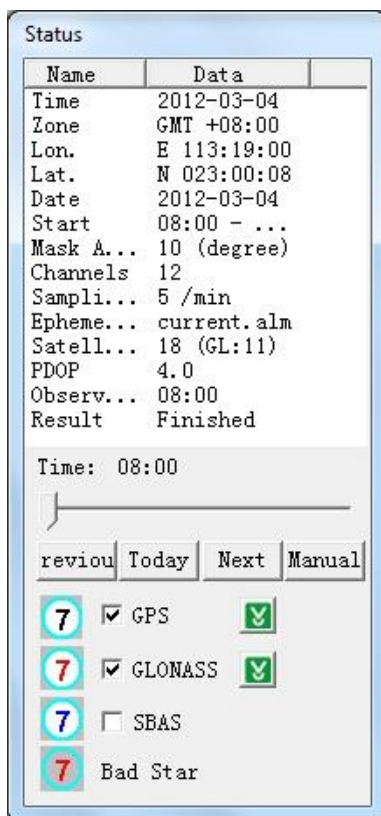 Status
Name Data
Time 2012-03-04
Zone GMT +08:00
Lon. E 113:19:00
Lat. N 023:00:08
Date 2012-03-04
Start 08:00 - ...
Mask A... 10 (degree)
Channels 12
Sampli... 5 /min
Epheme... current.alm
Satell... 18 (GL:11)
PDOP 4.0
Observ... 08:00
Result Finished
Time: 08:00
reviou Today Next Manual
7 GPS
7 GLONASS
7 SBAS
7 Bad Star